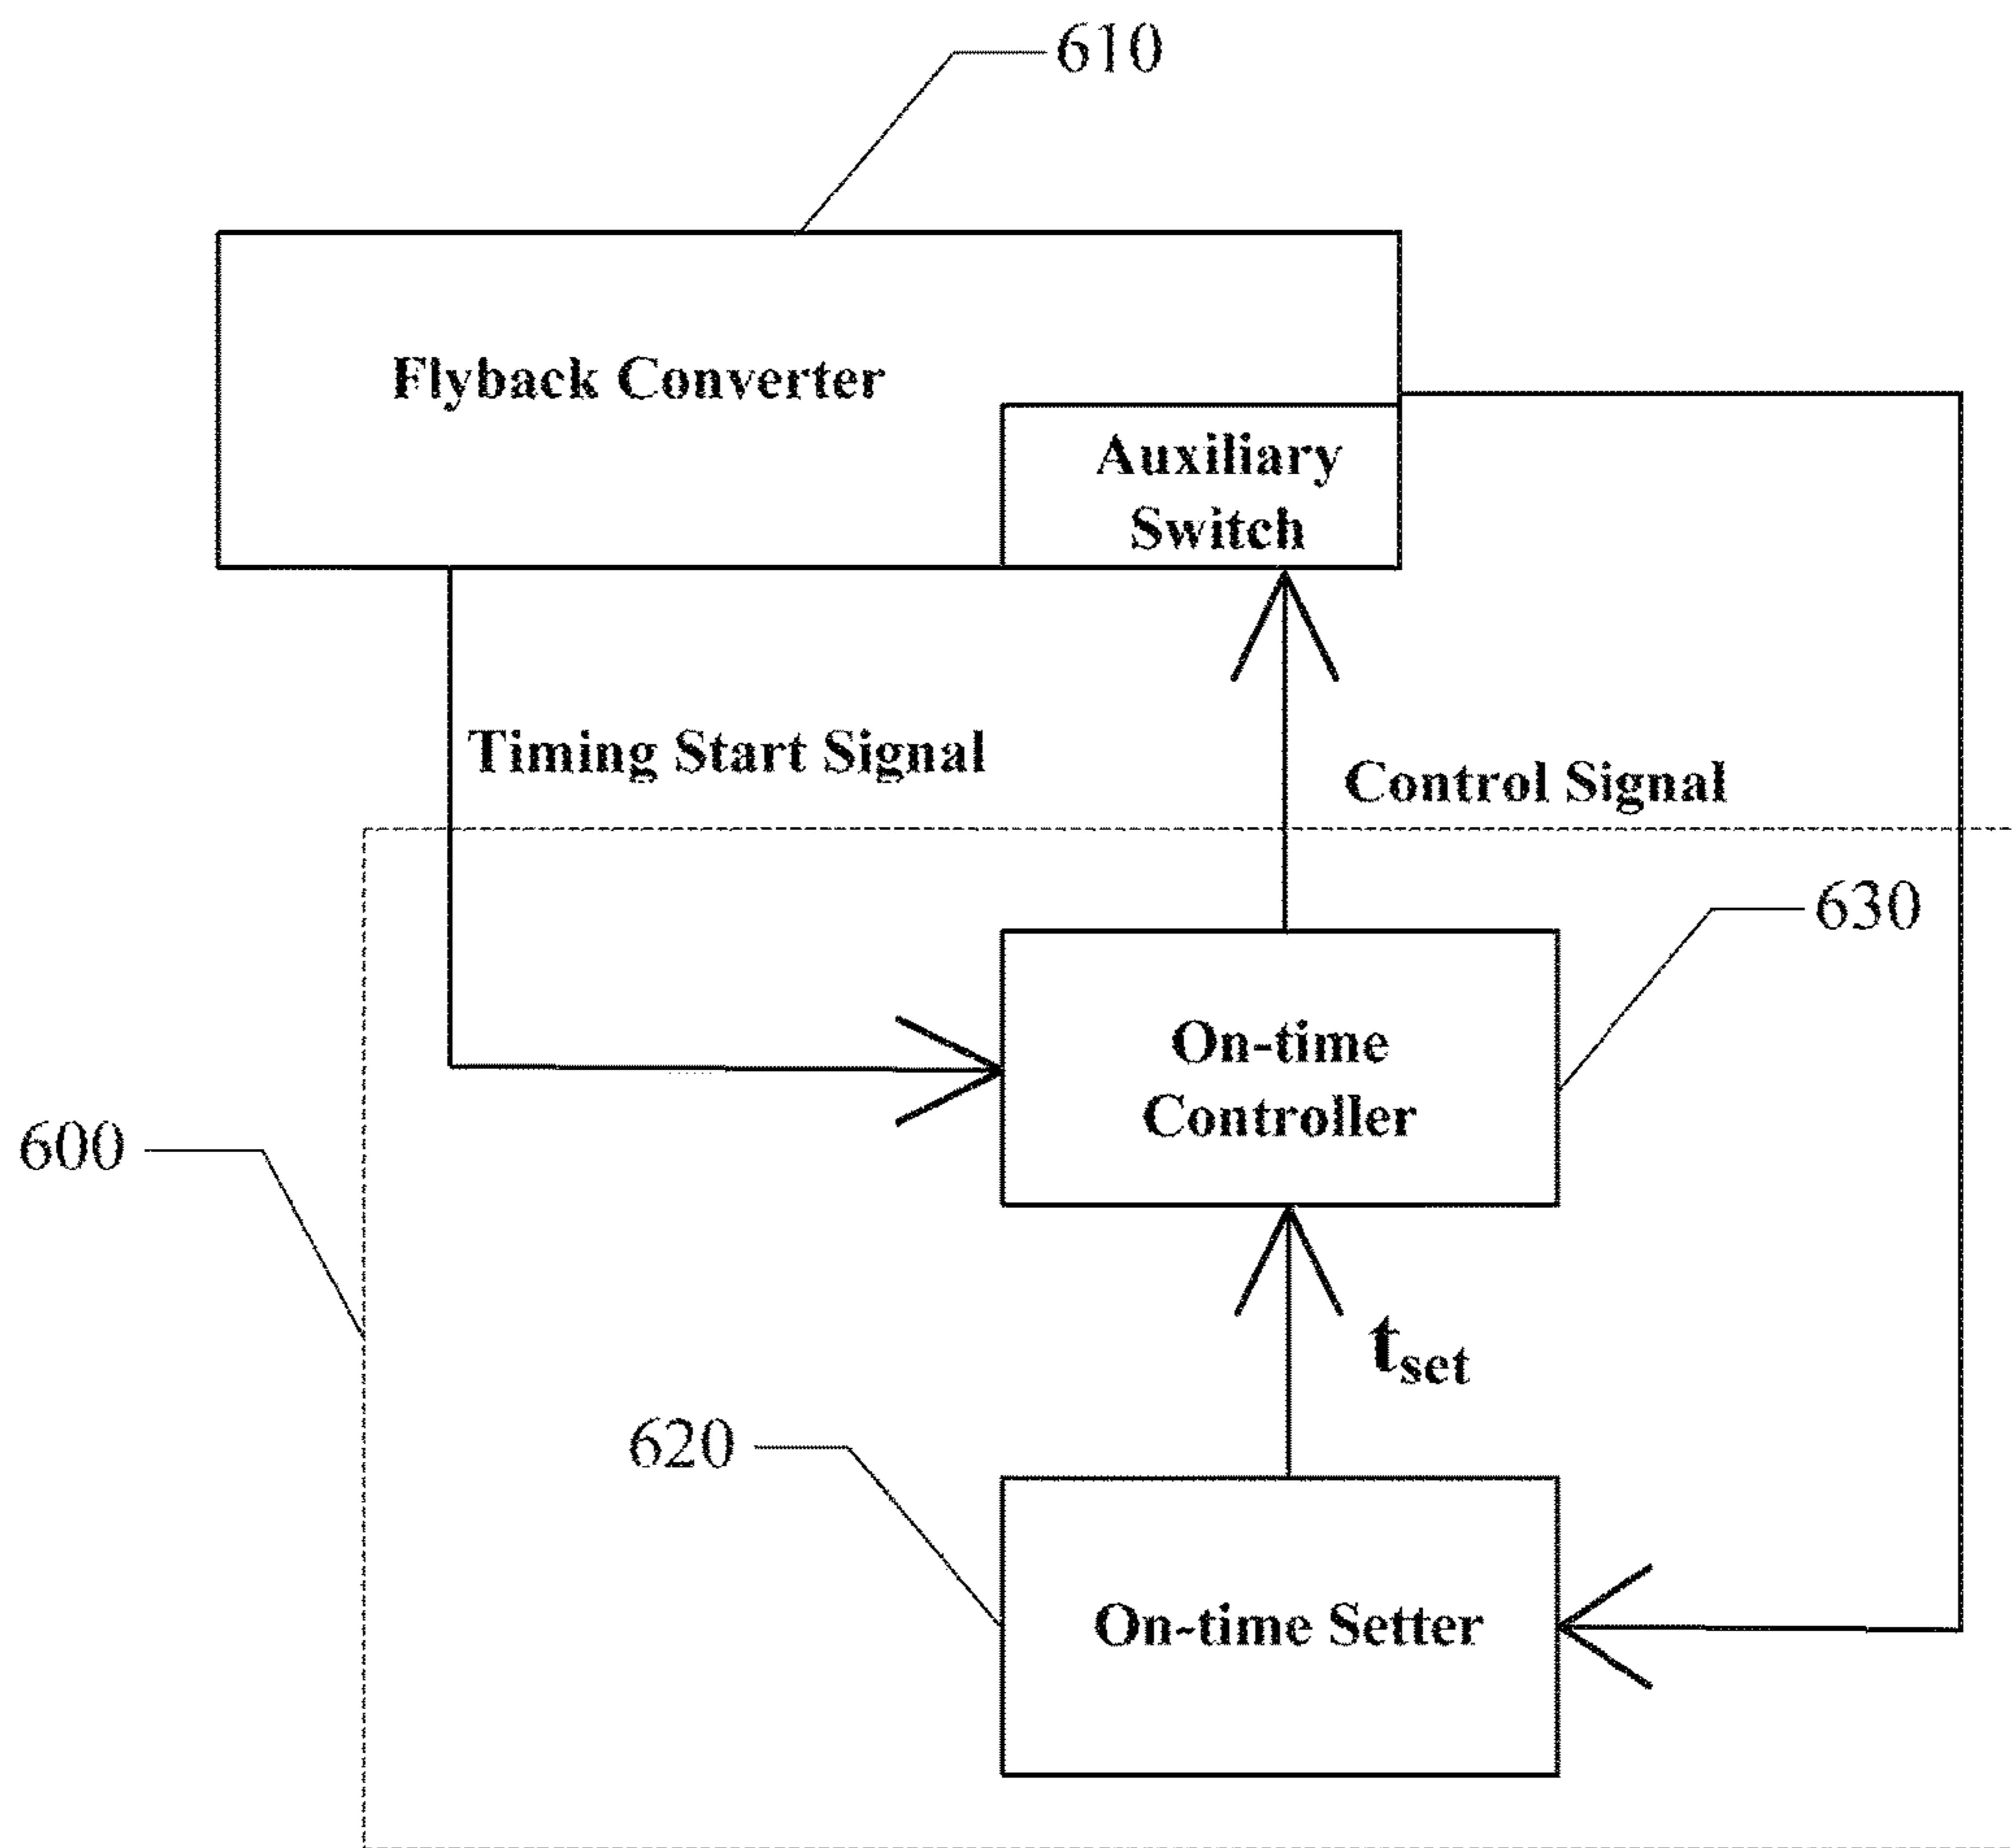 610
Flyback Converter
Auxiliary
Switch
Timing Start Signal
Control Signal
630
On-time
Controller
600
tset
620
On-time Setter